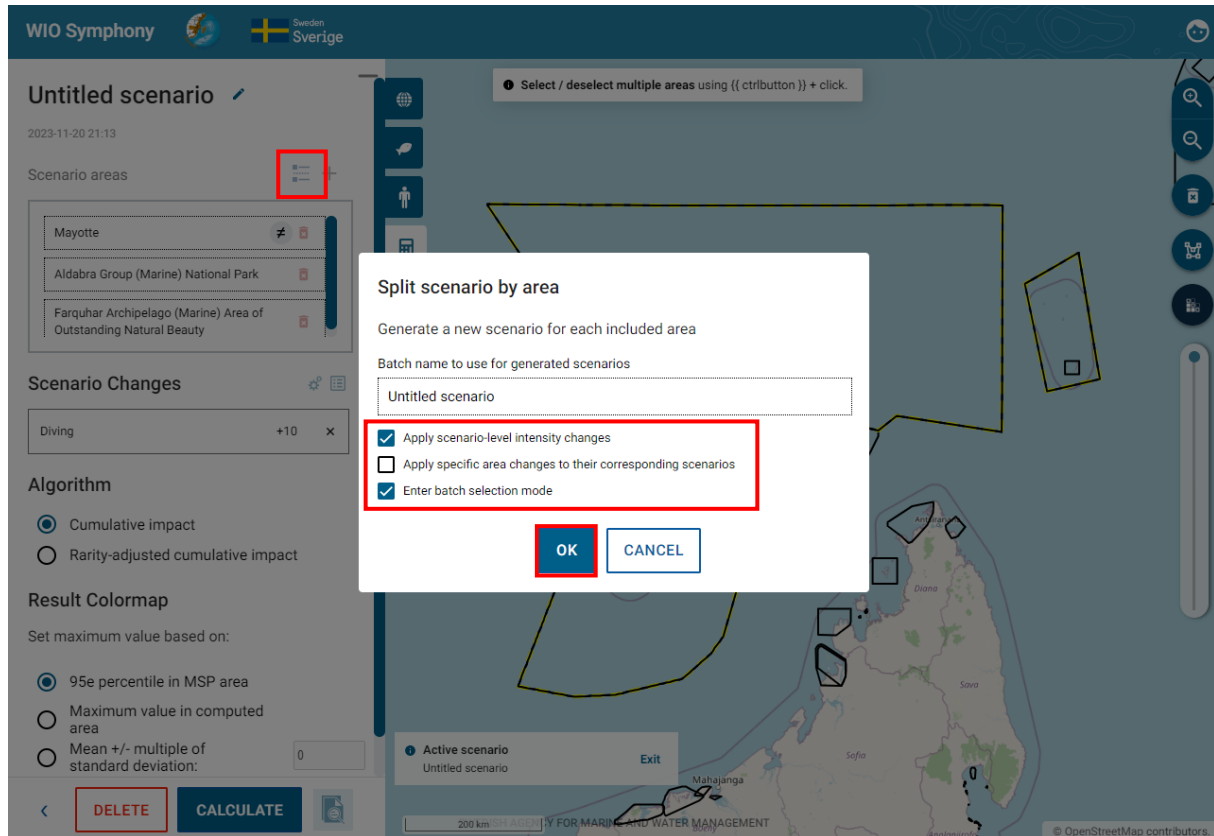 WIO Symphony
Sweden
Sverige
Untitled scenario
2023-11-20 21:13
Scenario areas
Mayotte
≠
Aldabra Group (Marine) National Park
Farquhar Archipelago (Marine) Area of
Outstanding Natural Beauty
Scenario Changes
Diving +10 ×
Algorithm
Cumulative impact
Rarity-adjusted cumulative impact
Result Colormap
Set maximum value based on:
95e percentile in MSP area
Maximum value in computed
area
Mean +/- multiple of
standard deviation:
0
DELETE
CALCULATE
Select / deselect multiple areas using {{ ctrlbutton }} + click.
Split scenario by area
Generate a new scenario for each included area
Batch name to use for generated scenarios
Untitled scenario
Apply scenario-level intensity changes
Apply specific area changes to their corresponding scenarios
Enter batch selection mode
OK
CANCEL
Diana
Sava
Sofia
Active scenario
Untitled scenario
Exit
Mahajanga
200 km
AGENCY FOR MARINE AND WATER MANAGEMENT
© OpenStreetMap contributors.